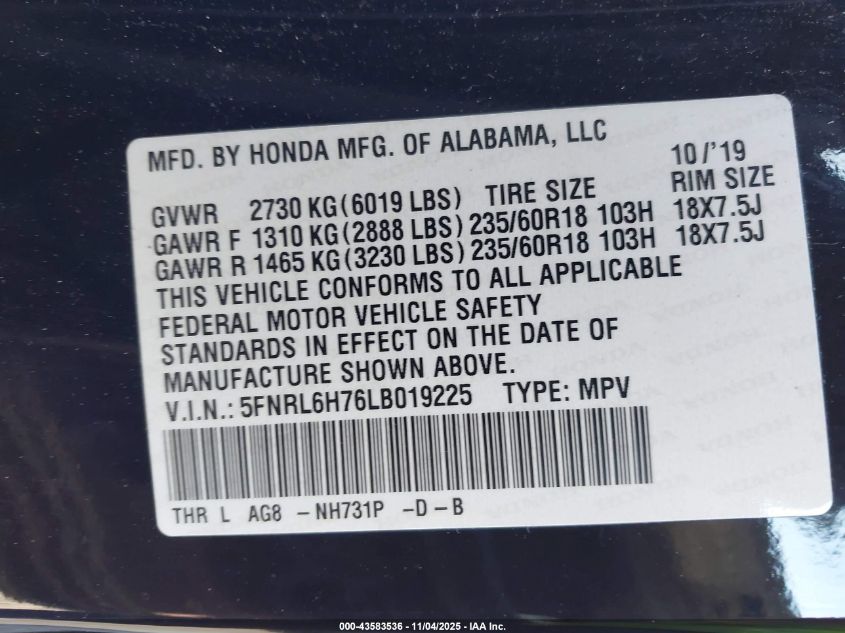 MFD. BY HONDA MFG. OF ALABAMA, LLC
10/'19
GVWR 2730 KG(6019 LBS) TIRE SIZE RIM SIZE
GAWR F 1310 KG(2888 LBS) 235/60R18 103H 18X7.5J
GAWR R 1465 KG(3230 LBS) 235/60R18 103H 18X7.5J
THIS VEHICLE CONFORMS TO ALL APPLICABLE
FEDERAL MOTOR VEHICLE SAFETY
STANDARDS IN EFFECT ON THE DATE OF
MANUFACTURE SHOWN ABOVE.
V.I.N.: 5FNRL6H76LB019225 TYPE: MPV
THR L AG8 -NH731P -D-B
000-43583536 - 11/04/2025 - IAA Inc.